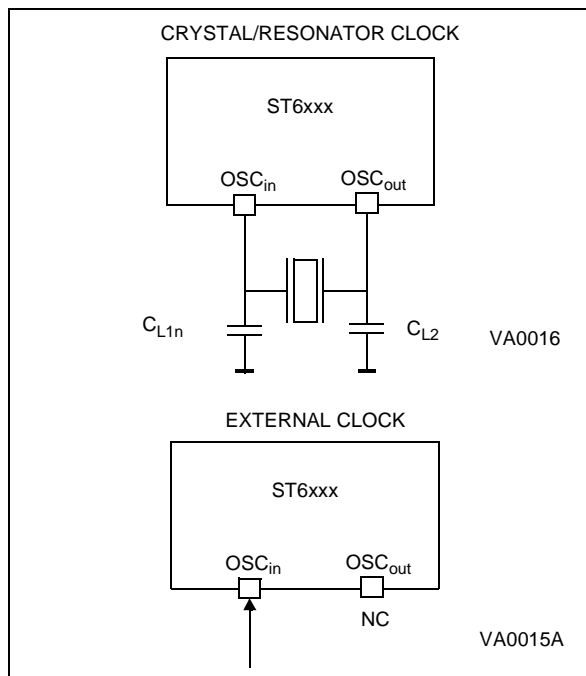 CRYSTAL/RESONATOR CLOCK
ST6xxx
OSCin OSCout
CL1n CL2
VA0016
EXTERNAL CLOCK
ST6xxx
OSCin OSCout
NC
VA0015A